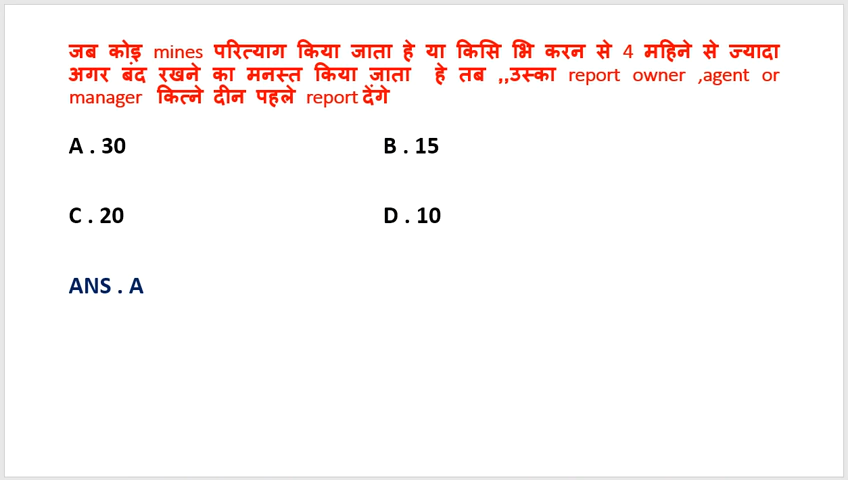 जब कोइ mines परित्याग किया जाता हे या किसि भि करन से 4 महिने से ज्यादा
अगर बंद रखने का मनस्त किया जाता हे तब ,,उस्का report owner ,agent or
manager कित्ने दीन पहले report देंगे
A . 30 B . 15
C . 20 D . 10
ANS . A